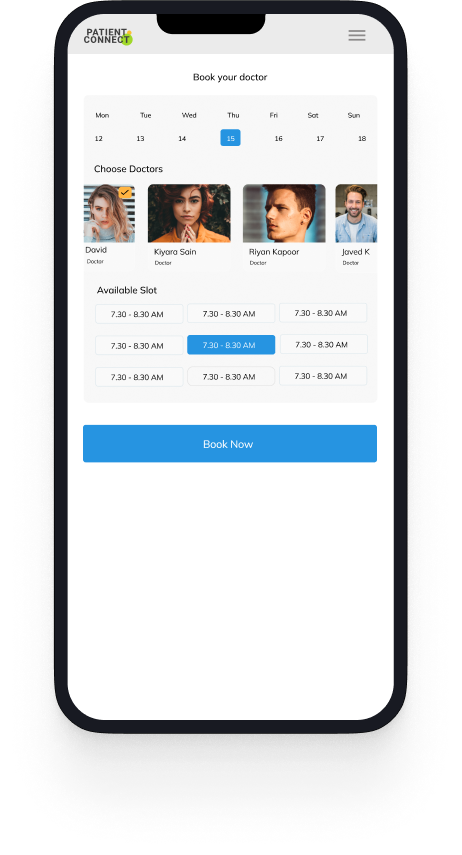 PATIENT
CONNECT
Book your doctor
Mon Tue Wed Thu Fri Sat Sun
12 13 14 15 16 17 18
Choose Doctors
David Kiyara Sain Riyan Kapoor Javed K
Doctor Doctor Doctor Doctor
Available Slot
7.30 - 8.30 AM 7.30 - 8.30 AM 7.30 - 8.30 AM
7.30 - 8.30 AM 7.30 - 8.30 AM 7.30 - 8.30 AM
7.30 - 8.30 AM 7.30 - 8.30 AM 7.30 - 8.30 AM
Book Now